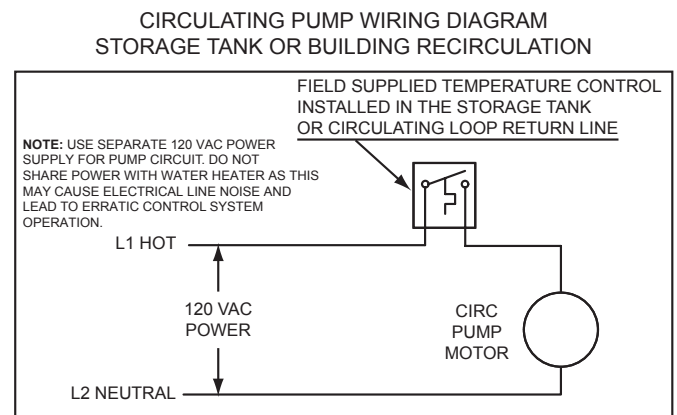 CIRCULATING PUMP WIRING DIAGRAM
STORAGE TANK OR BUILDING RECIRCULATION
FIELD SUPPLIED TEMPERATURE CONTROL
INSTALLED IN THE STORAGE TANK
OR CIRCULATING LOOP RETURN LINE
NOTE: USE SEPARATE 120 VAC POWER
SUPPLY FOR PUMP CIRCUIT. DO NOT
SHARE POWER WITH WATER HEATER AS THIS
MAY CAUSE ELECTRICAL LINE NOISE AND
LEAD TO ERRATIC CONTROL SYSTEM
OPERATION.
L1 HOT
120 VAC
POWER
CIRC
PUMP
MOTOR
L2 NEUTRAL